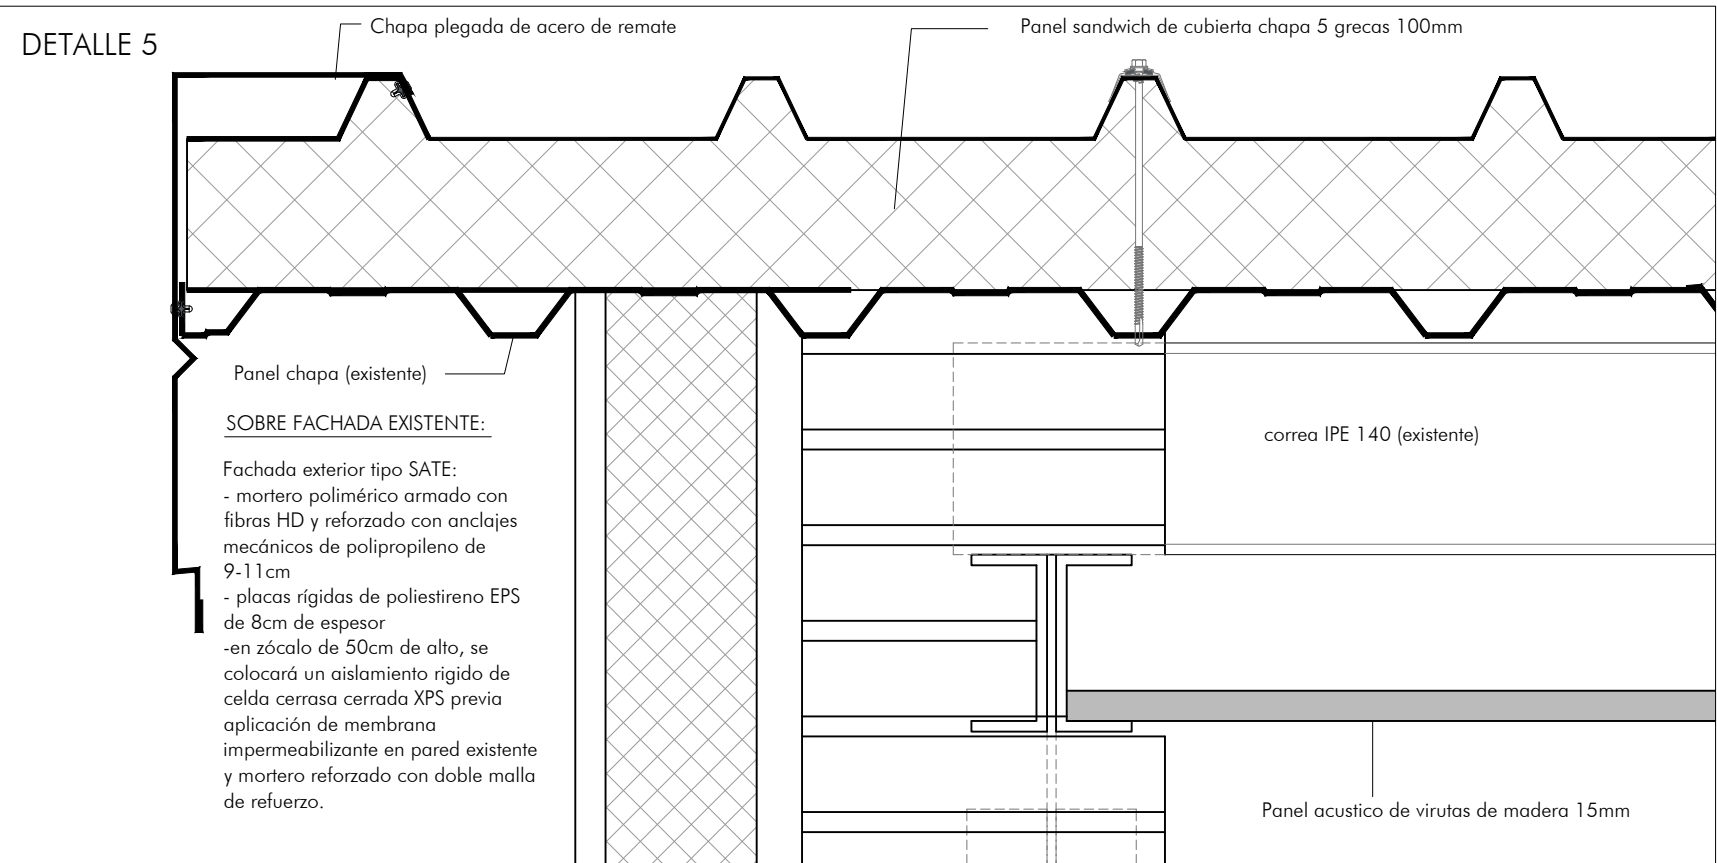 DETALLE 5
Chapa plegada de acero de remate
Panel sandwich de cubierta chapa 5 grecas 100mm
Panel chapa (existente)
SOBRE FACHADA EXISTENTE:
Fachada exterior tipo SATE:
- mortero polimérico armado con
fibras HD y reforzado con anclajes
mecánicos de polipropileno de
9-11cm
- placas rígidas de poliestireno EPS
de 8cm de espesor
-en zócalo de 50cm de alto, se
colocará un aislamiento rigido de
celda cerrasa cerrada XPS previa
aplicación de membrana
impermeabilizante en pared existente
y mortero reforzado con doble malla
de refuerzo.
correa IPE 140 (existente)
Panel acustico de virutas de madera 15mm